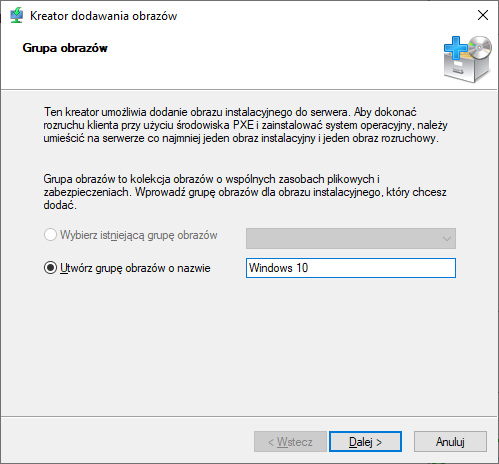 Kreator dodawania obrazów
Grupa obrazów
Ten kreator umożliwia dodanie obrazu instalacyjnego do serwera. Aby dokonać
rozruchu klienta przy użyciu środowiska PXE i zainstalować system operacyjny, należy
umieścić na serwerze co najmniej jeden obraz instalacyjny i jeden obraz rozruchowy.
Grupa obrazów to kolekcja obrazów o wspólnych zasobach plikowych i
zabezpieczeniach. Wprowadź grupę obrazów dla obrazu instalacyjnego, który chcesz
dodać.
Wybierz istniejącą grupę obrazów
Utwórz grupę obrazów o nazwie Windows 10
< Wstecz Dalej > Anuluj